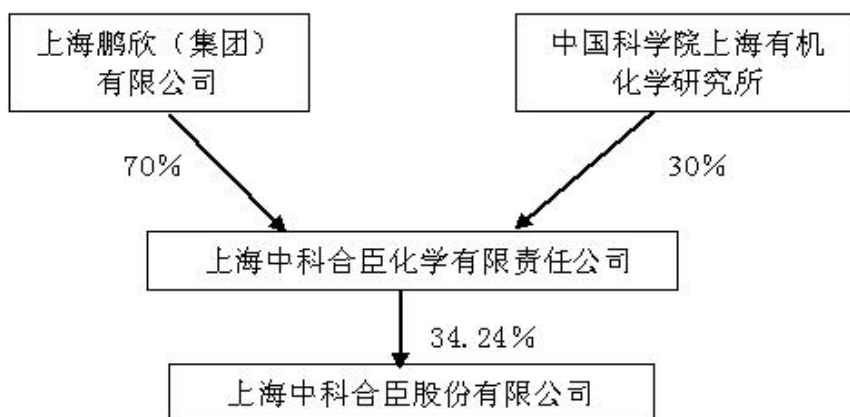 上海鹏欣（集团）
有限公司
中国科学院上海有机
化学研究所
70%
30%
上海中科合臣化学有限责任公司
34.24%
上海中科合臣股份有限公司